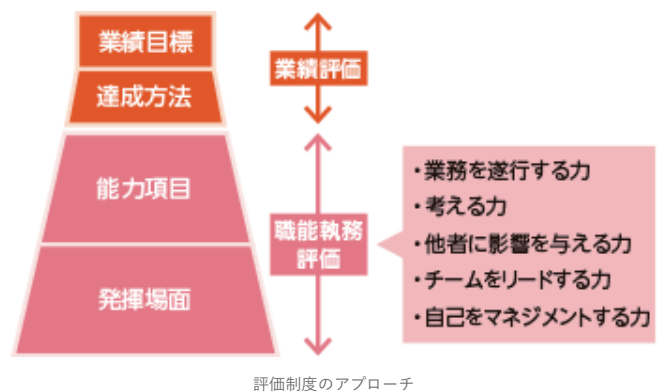 業績目標
達成方法
能力項目
発揮場面
業績評価
職能執務
評価
・業務を遂行する力
・考える力
・他者に影響を与える力
・チームをリードする力
・自己をマネジメントする力
評価制度のアプローチ